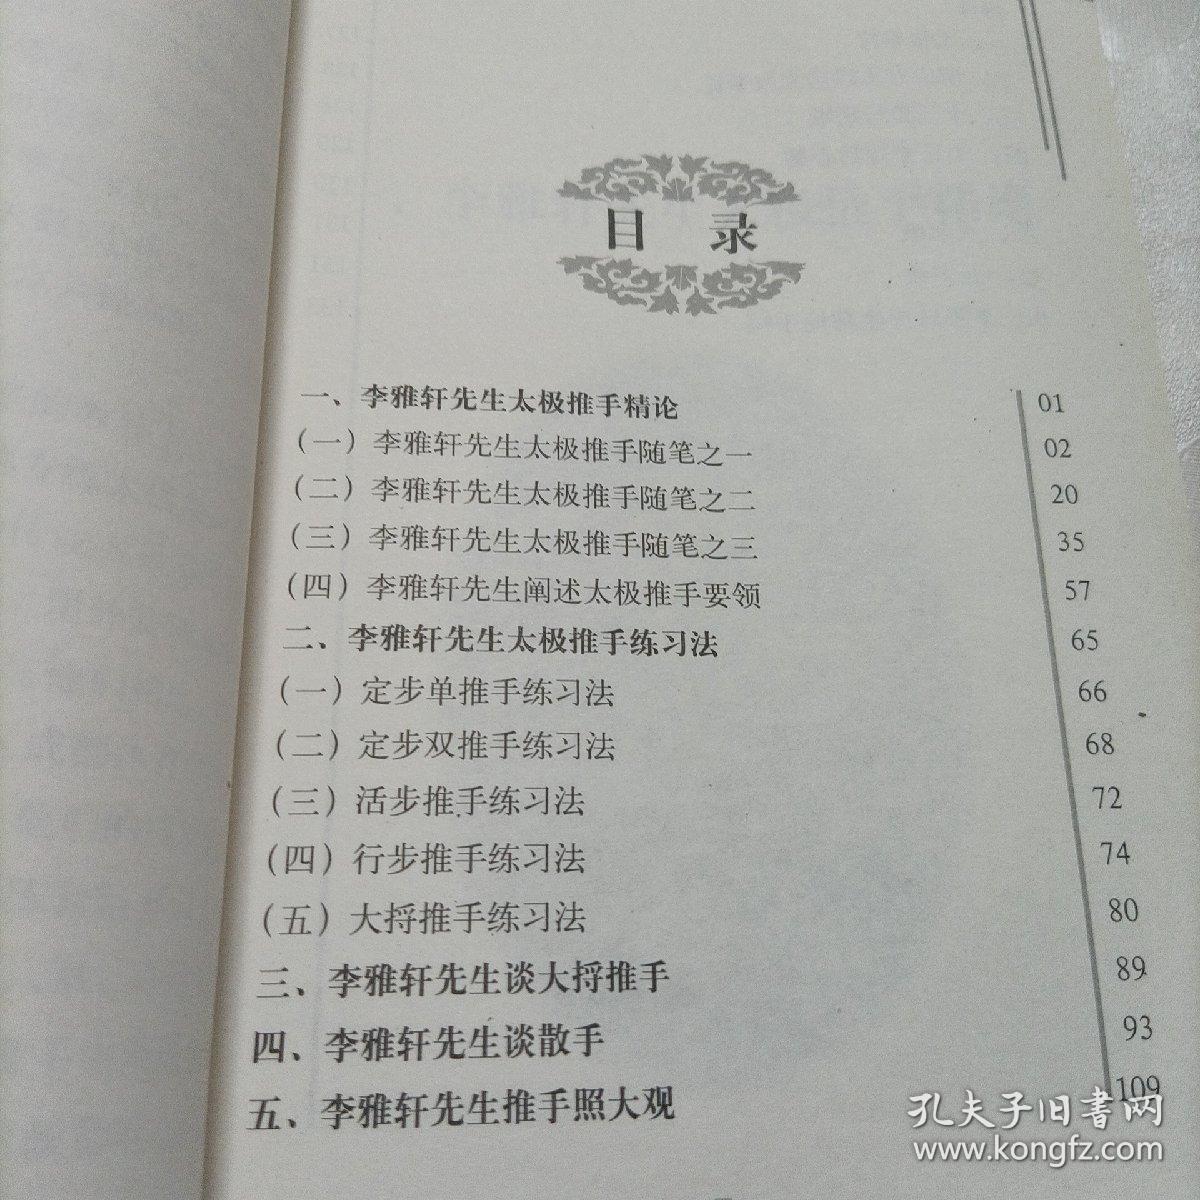 目 录
一、李雅轩先生太极推手精论 01
（一）李雅轩先生太极推手随笔之一 02
（二）李雅轩先生太极推手随笔之二 20
（三）李雅轩先生太极推手随笔之三 35
（四）李雅轩先生阐述太极推手要领 57
二、李雅轩先生太极推手练习法 65
（一）定步单推手练习法 66
（二）定步双推手练习法 68
（三）活步推手练习法 72
（四）行步推手练习法 74
（五）大捋推手练习法 80
三、李雅轩先生谈大捋推手 89
四、李雅轩先生谈散手 93
五、李雅轩先生推手照大观 109
孔夫子旧書网
www.kongfz.com